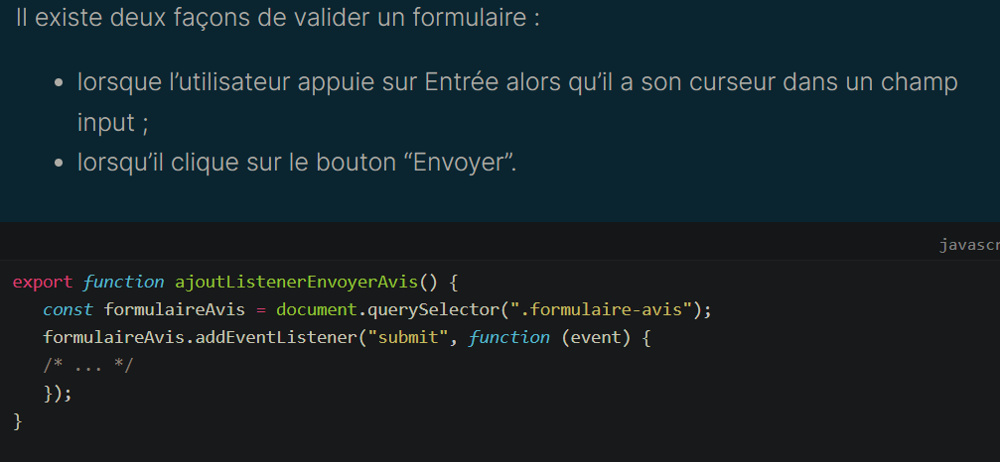 Il existe deux façons de valider un formulaire :
• lorsque l’utilisateur appuie sur Entrée alors qu’il a son curseur dans un champ
input ;
• lorsqu’il clique sur le bouton “Envoyer”.
javascr
export function ajoutListenerEnvoyerAvis() {
   const formulaireAvis = document.querySelector(".formulaire-avis");
   formulaireAvis.addEventListener("submit", function (event) {
   /* ... */
   });
}